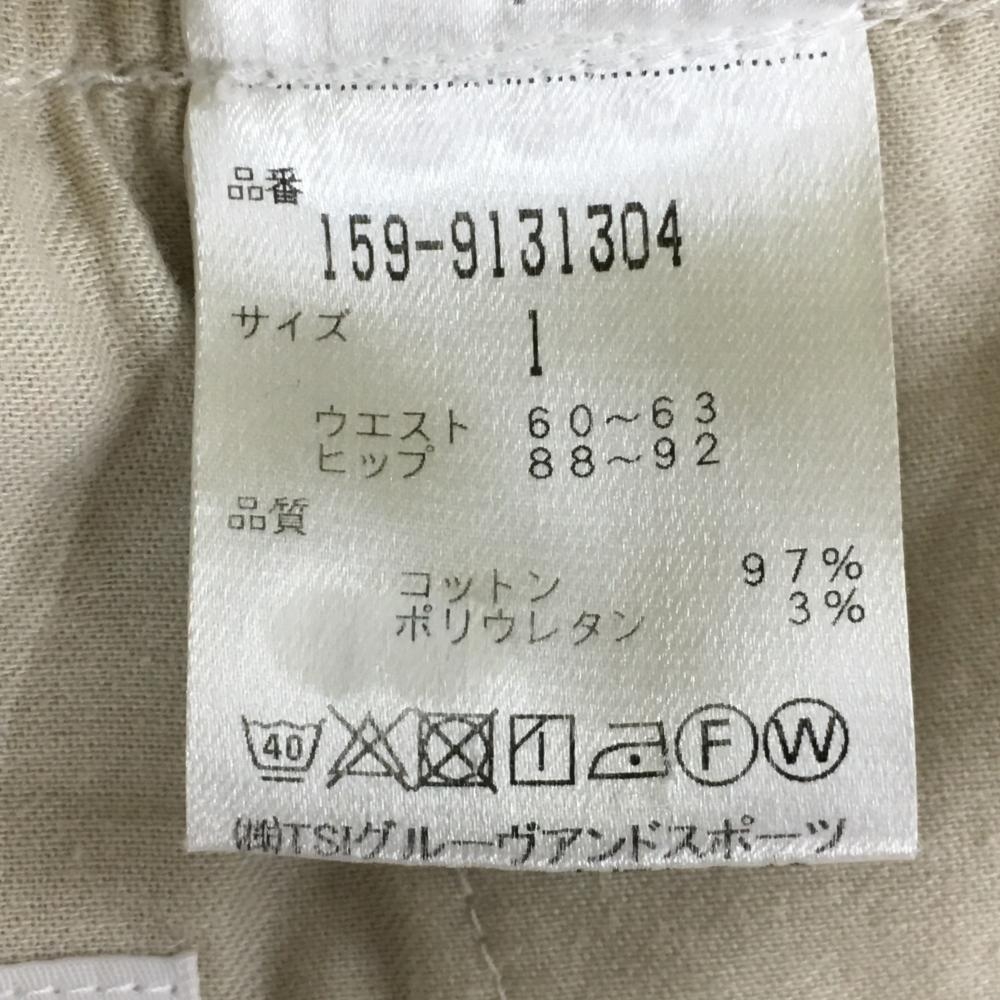 品番
159-9131304
サイズ 1
ウエスト 60〜63
ヒップ 88〜92
品質
コットン 97%
ポリウレタン 3%
40 F W
㈱TSIグルーヴアンドスポーツ